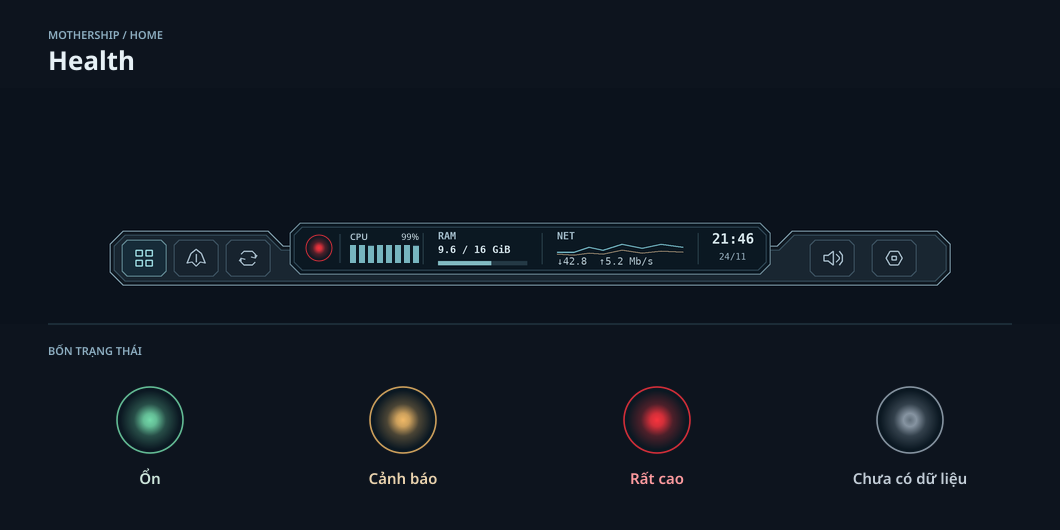 MOTHERSHIP / HOME
Health
CPU 99%
RAM
9.6 / 16 GiB
NET
↓42.8 ↑5.2 Mb/s
21:46
24/11
BỐN TRẠNG THÁI
Ổn
Cảnh báo
Rất cao
Chưa có dữ liệu